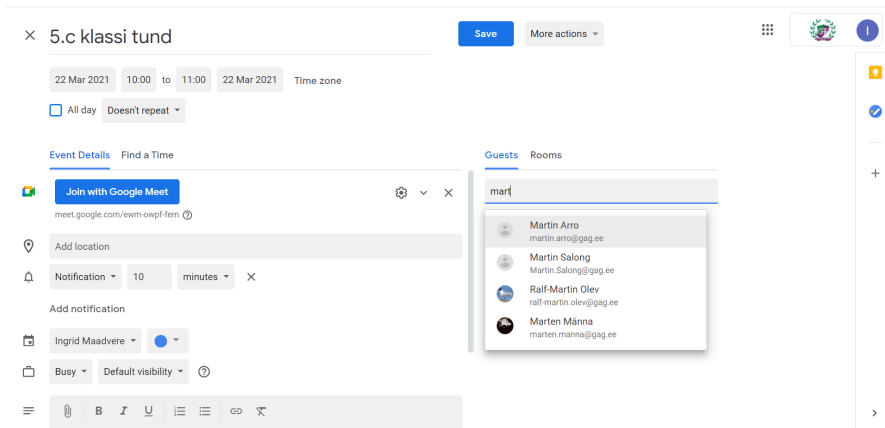 5.c klassi tund
Save
More actions
I
22 Mar 2021 10:00 to 11:00 22 Mar 2021 Time zone
All day Doesn't repeat
Event Details Find a Time
Guests Rooms
Join with Google Meet
meet.google.com/ewm-owpf-fem
mart
Martin Arro
martin.arro@gag.ee
Martin Salong
Martin.Salong@gag.ee
Ralf-Martin Olev
ralf-martin.olev@gag.ee
Marten Männa
marten.manna@gag.ee
Add location
Notification 10 minutes
Add notification
Ingrid Maadvere
Busy Default visibility
B I U